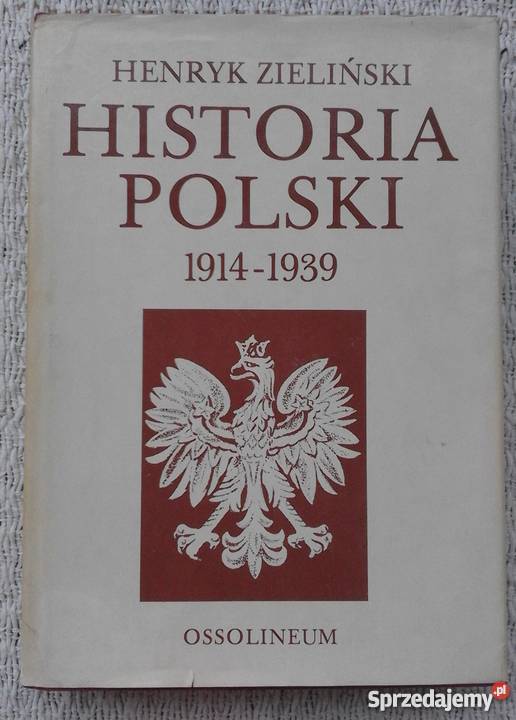 HENRYK ZIELIŃSKI
HISTORIA
POLSKI
1914-1939
OSSOLINEUM
Sprzedajemy.pl